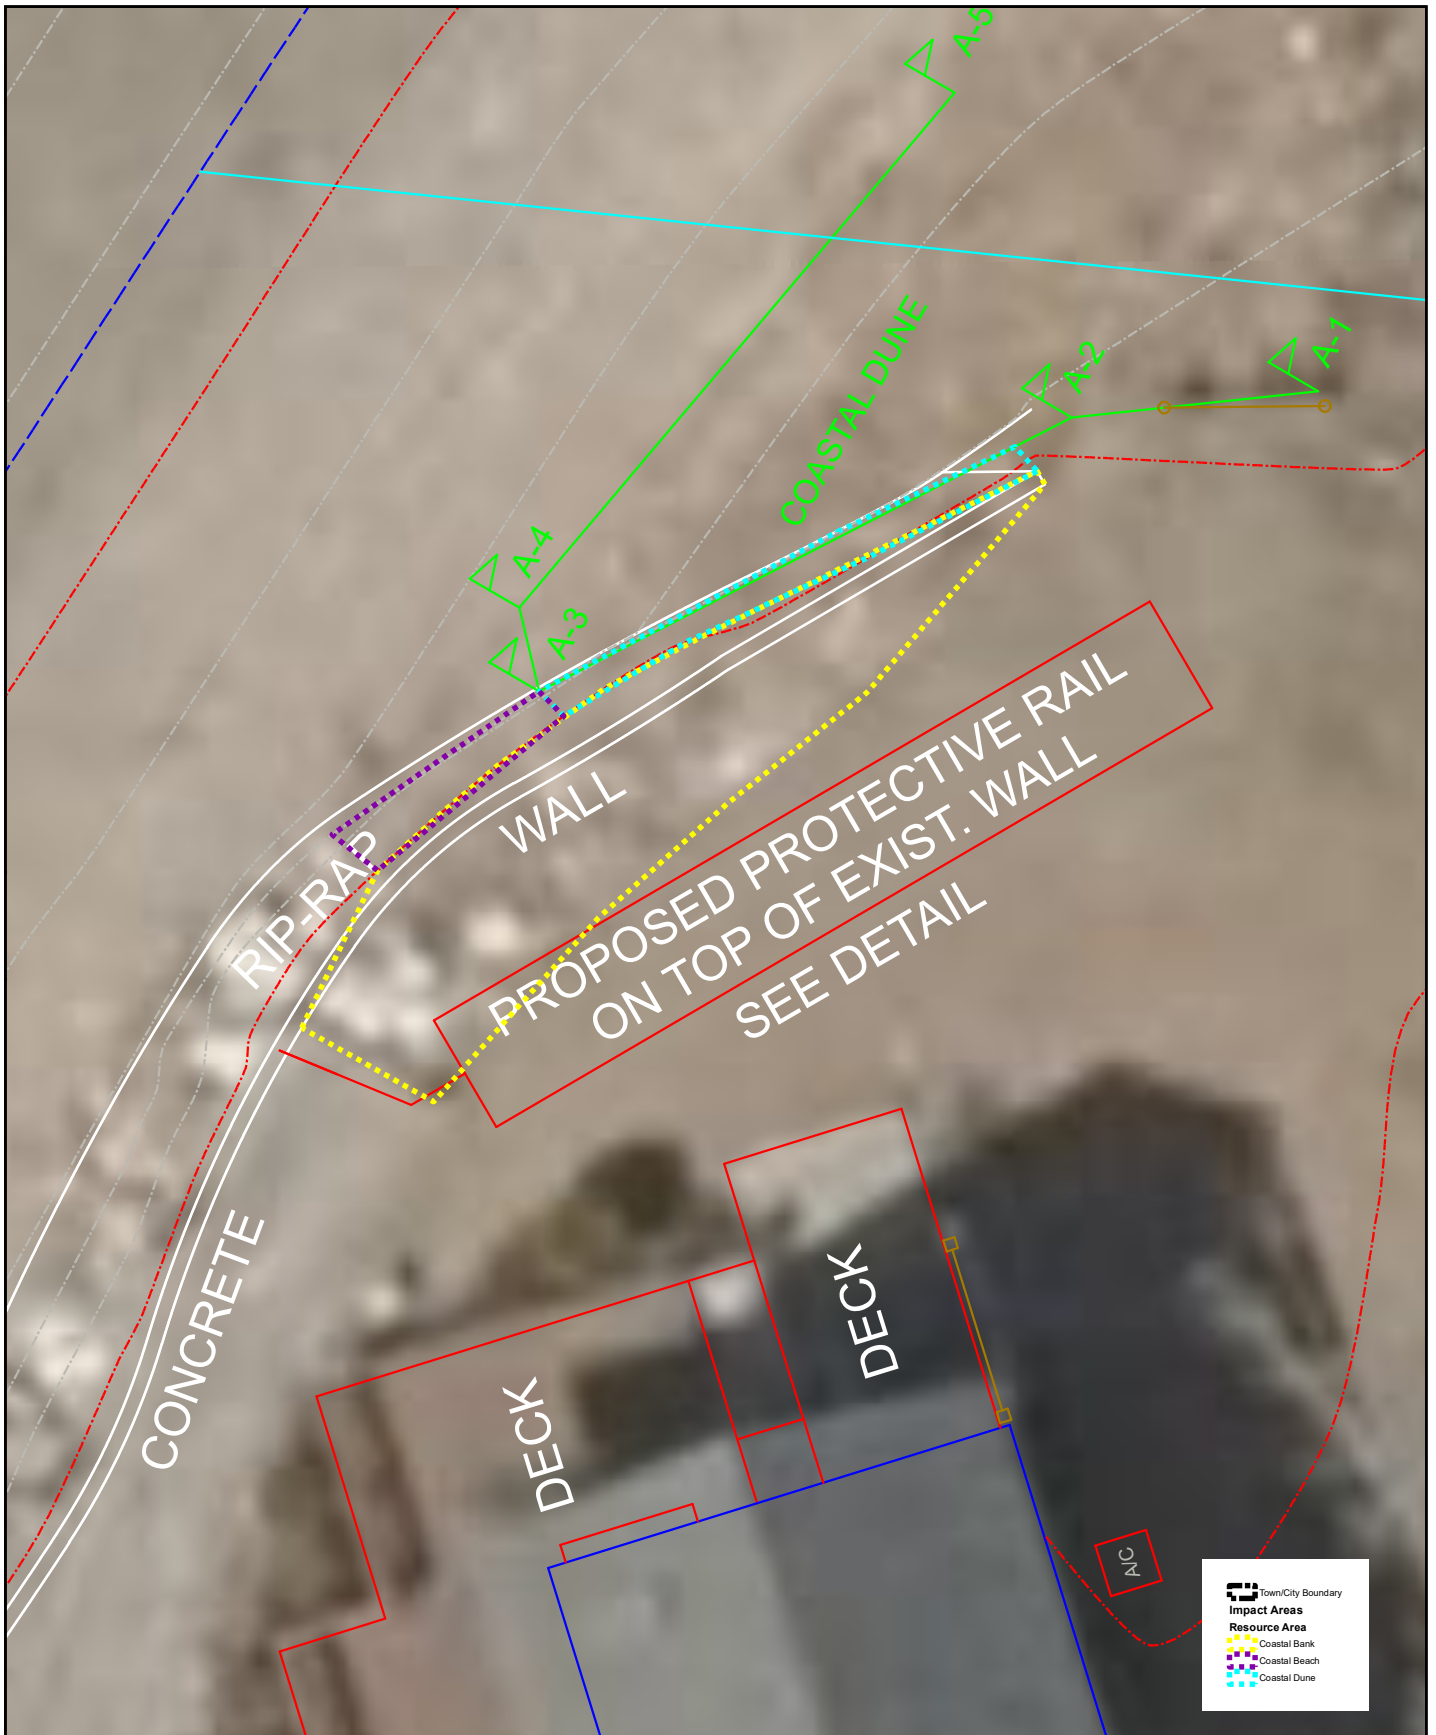 A-5
A-1
A-2
COASTAL DUNE
A-4
A-3
PROPOSED PROTECTIVE RAIL
ON TOP OF EXIST. WALL
SEE DETAIL
WALL
RIP-RAP
CONCRETE
DECK
DECK
A/C
Town/City Boundary
Impact Areas
Resource Area
Coastal Bank
Coastal Beach
Coastal Dune